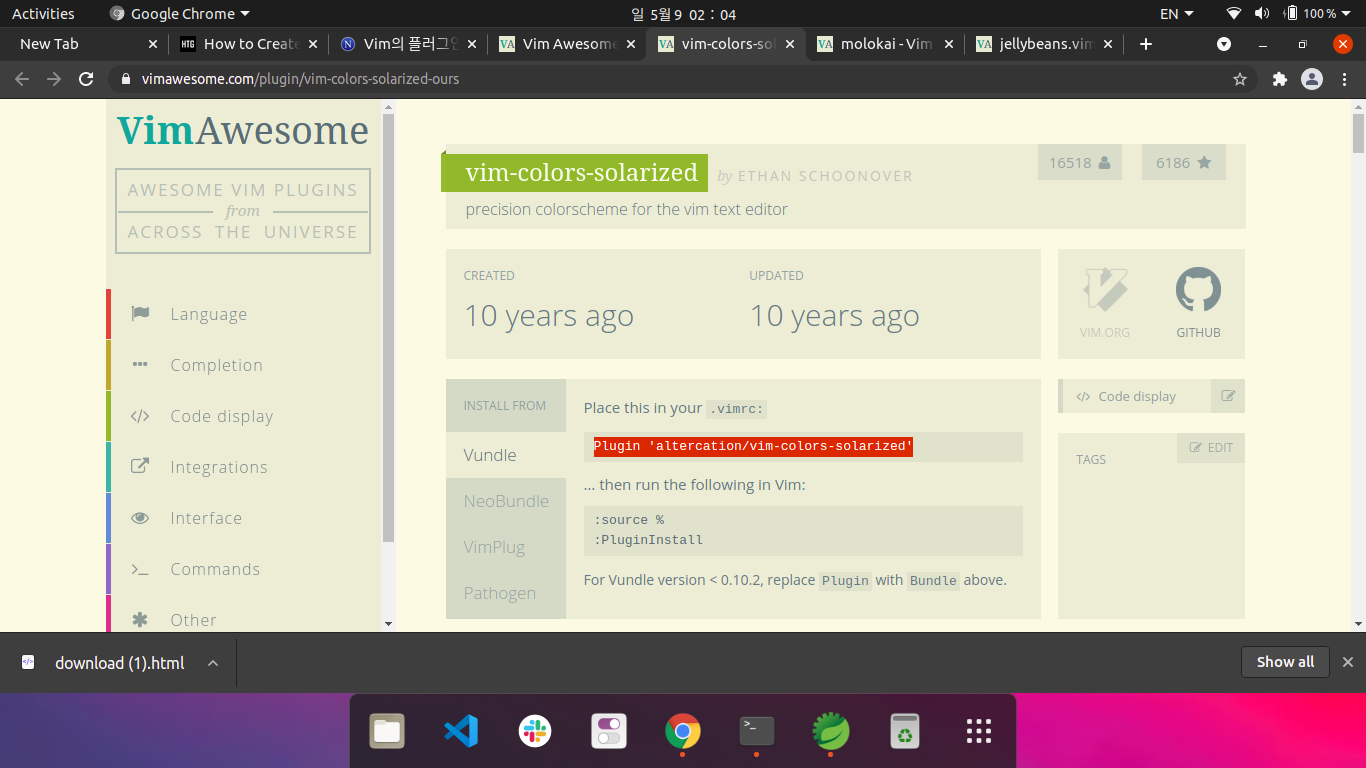 Activities Google Chrome 일 5월 9 02 : 04 EN 100 %
New Tab How to Create Vim의 플러그인 Vim Awesome vim-colors-sol molokai - Vim jellybeans.vim
vimawesome.com/plugin/vim-colors-solarized-ours
VimAwesome
AWESOME VIM PLUGINS
from
ACROSS THE UNIVERSE
Language
Completion
Code display
Integrations
Interface
Commands
Other
vim-colors-solarized by ETHAN SCHOONOVER
16518 6186
precision colorscheme for the vim text editor
CREATED UPDATED
10 years ago 10 years ago
VIM.ORG GITHUB
INSTALL FROM
Vundle
NeoBundle
VimPlug
Pathogen
Place this in your .vimrc:
Plugin 'altercation/vim-colors-solarized'
... then run the following in Vim:
:source %
:PluginInstall
For Vundle version < 0.10.2, replace Plugin with Bundle above.
Code display
TAGS EDIT
download (1).html Show all